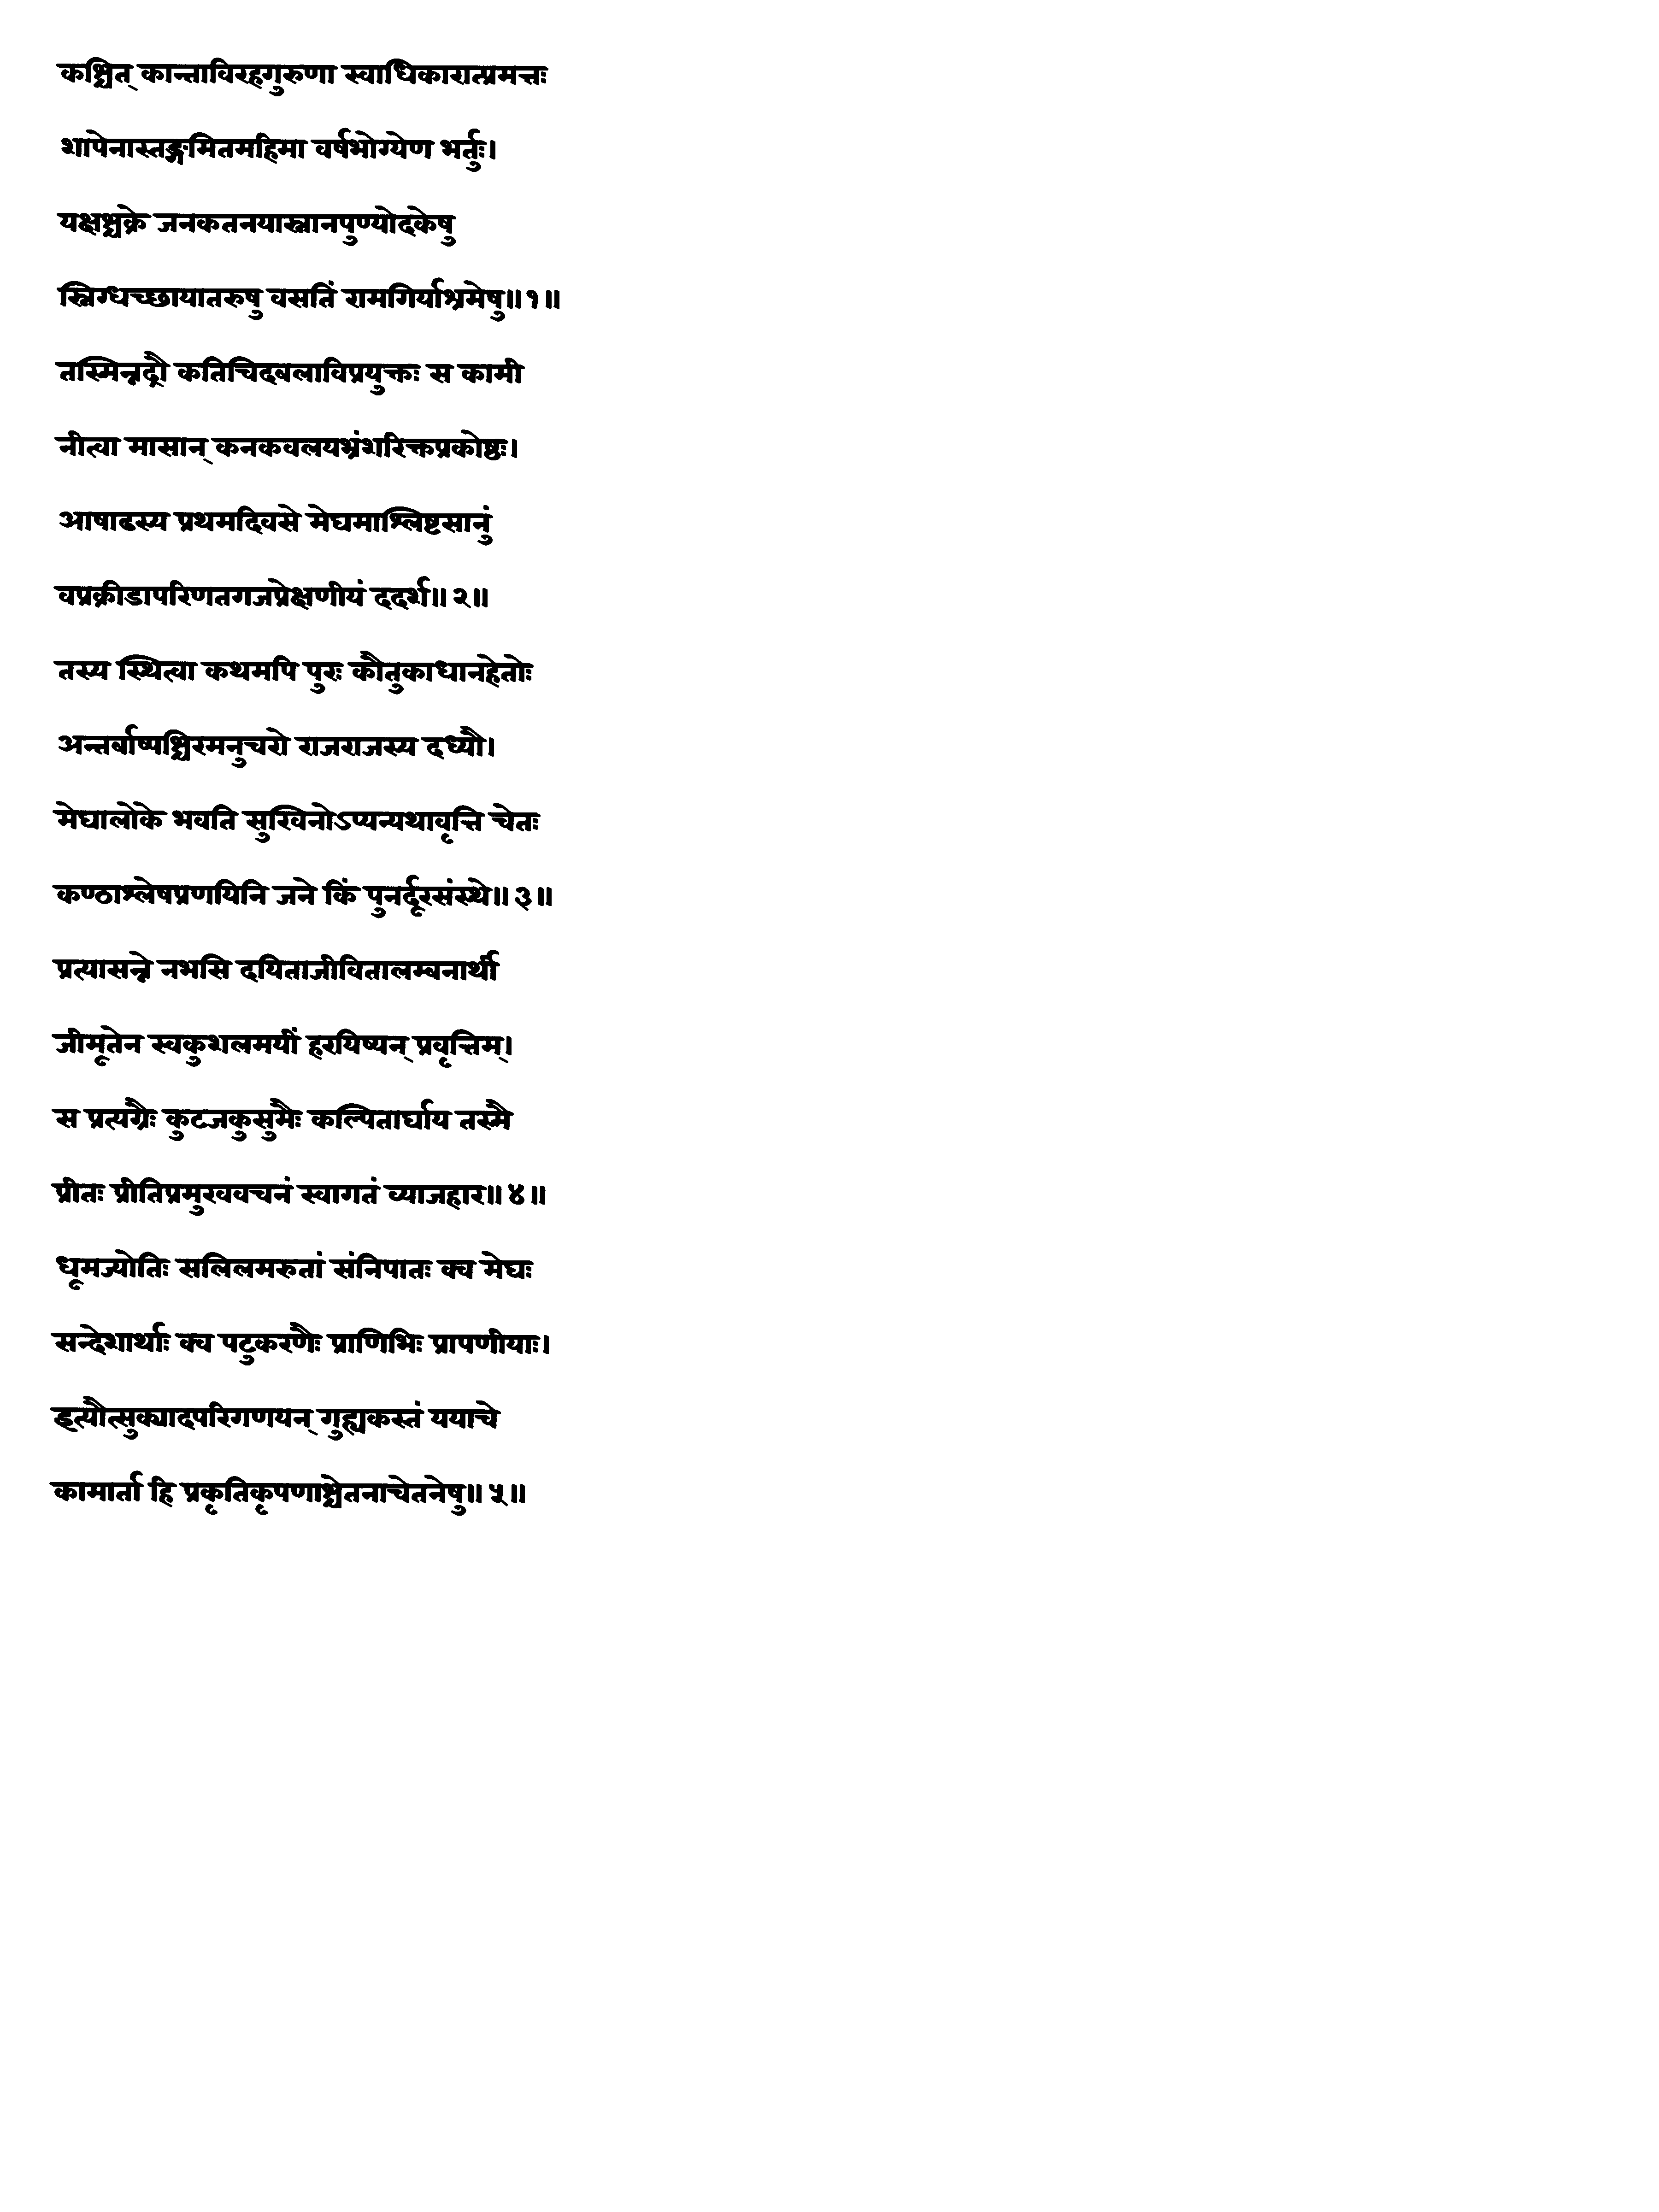 कश्चित् कान्ताविरहगुरुणा स्वाधिकारात्प्रमत्तः
शापेनास्तङ्गमितमहिमा वर्षभोग्येण भर्तुः।
यक्षश्चक्रे जनकतनयास्नानपुण्योदकेषु
स्निग्धच्छायातरुषु वसतिं रामगिर्याश्रमेषु॥ १॥
तस्मिन्नद्रौ कतिचिदबलाविप्रयुक्तः स कामी
नीत्वा मासान् कनकवलयभ्रंशरिक्तप्रकोष्ठः।
आषाढस्य प्रथमदिवसे मेघमाश्लिष्टसानुं
वप्रक्रीडापरिणतगजप्रेक्षणीयं ददर्श॥ २॥
तस्य स्थित्वा कथमपि पुरः कौतुकाधानहेतोः
अन्तर्बाष्पश्चिरमनुचरो राजराजस्य दध्यौ।
मेघालोके भवति सुखिनोऽप्यन्यथावृत्ति चेतः
कण्ठाश्लेषप्रणयिनि जने किं पुनर्दूरसंस्थे॥ ३॥
प्रत्यासन्ने नभसि दयिताजीवितालम्बनार्थी
जीमूतेन स्वकुशलमयीं हरयिष्यन् प्रवृत्तिम्।
स प्रत्यग्रैः कुटजकुसुमैः कल्पितार्घाय तस्मै
प्रीतः प्रीतिप्रमुखवचनं स्वागतं व्याजहार॥ ४॥
धूमज्योतिः सलिलमरुतां संनिपातः क्व मेघः
सन्देशार्थाः क्व पटुकरणैः प्राणिभिः प्रापणीयाः।
इत्यौत्सुक्यादपरिगणयन् गुह्यकस्तं ययाचे
कामार्ता हि प्रकृतिकृपणाश्चेतनाचेतनेषु॥ ५॥